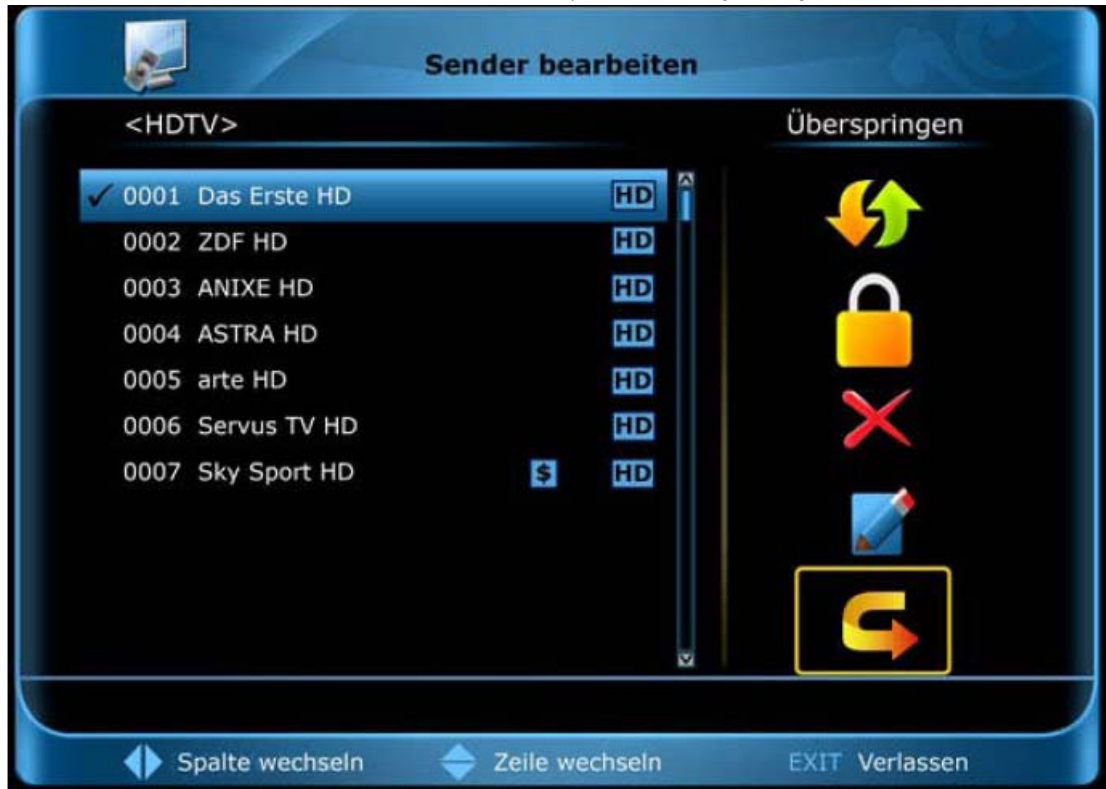 Sender bearbeiten
<HDTV>
Überspringen
0001 Das Erste HD HD
0002 ZDF HD HD
0003 ANIXE HD HD
0004 ASTRA HD HD
0005 arte HD HD
0006 Servus TV HD HD
0007 Sky Sport HD $ HD
Spalte wechseln Zeile wechseln EXIT Verlassen